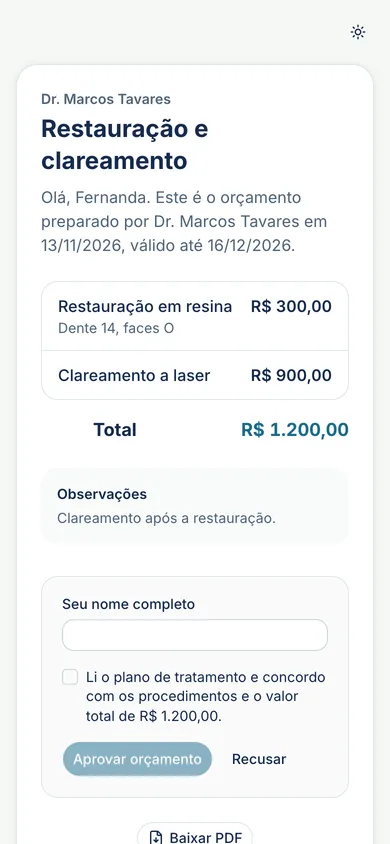 Dr. Marcos Tavares
Restauração e
clareamento
Olá, Fernanda. Este é o orçamento
preparado por Dr. Marcos Tavares em
13/11/2026, válido até 16/12/2026.
Restauração em resina R$ 300,00
Dente 14, faces O
Clareamento a laser R$ 900,00
Total R$ 1.200,00
Observações
Clareamento após a restauração.
Seu nome completo
Li o plano de tratamento e concordo
com os procedimentos e o valor
total de R$ 1.200,00.
Aprovar orçamento Recusar
Baixar PDF